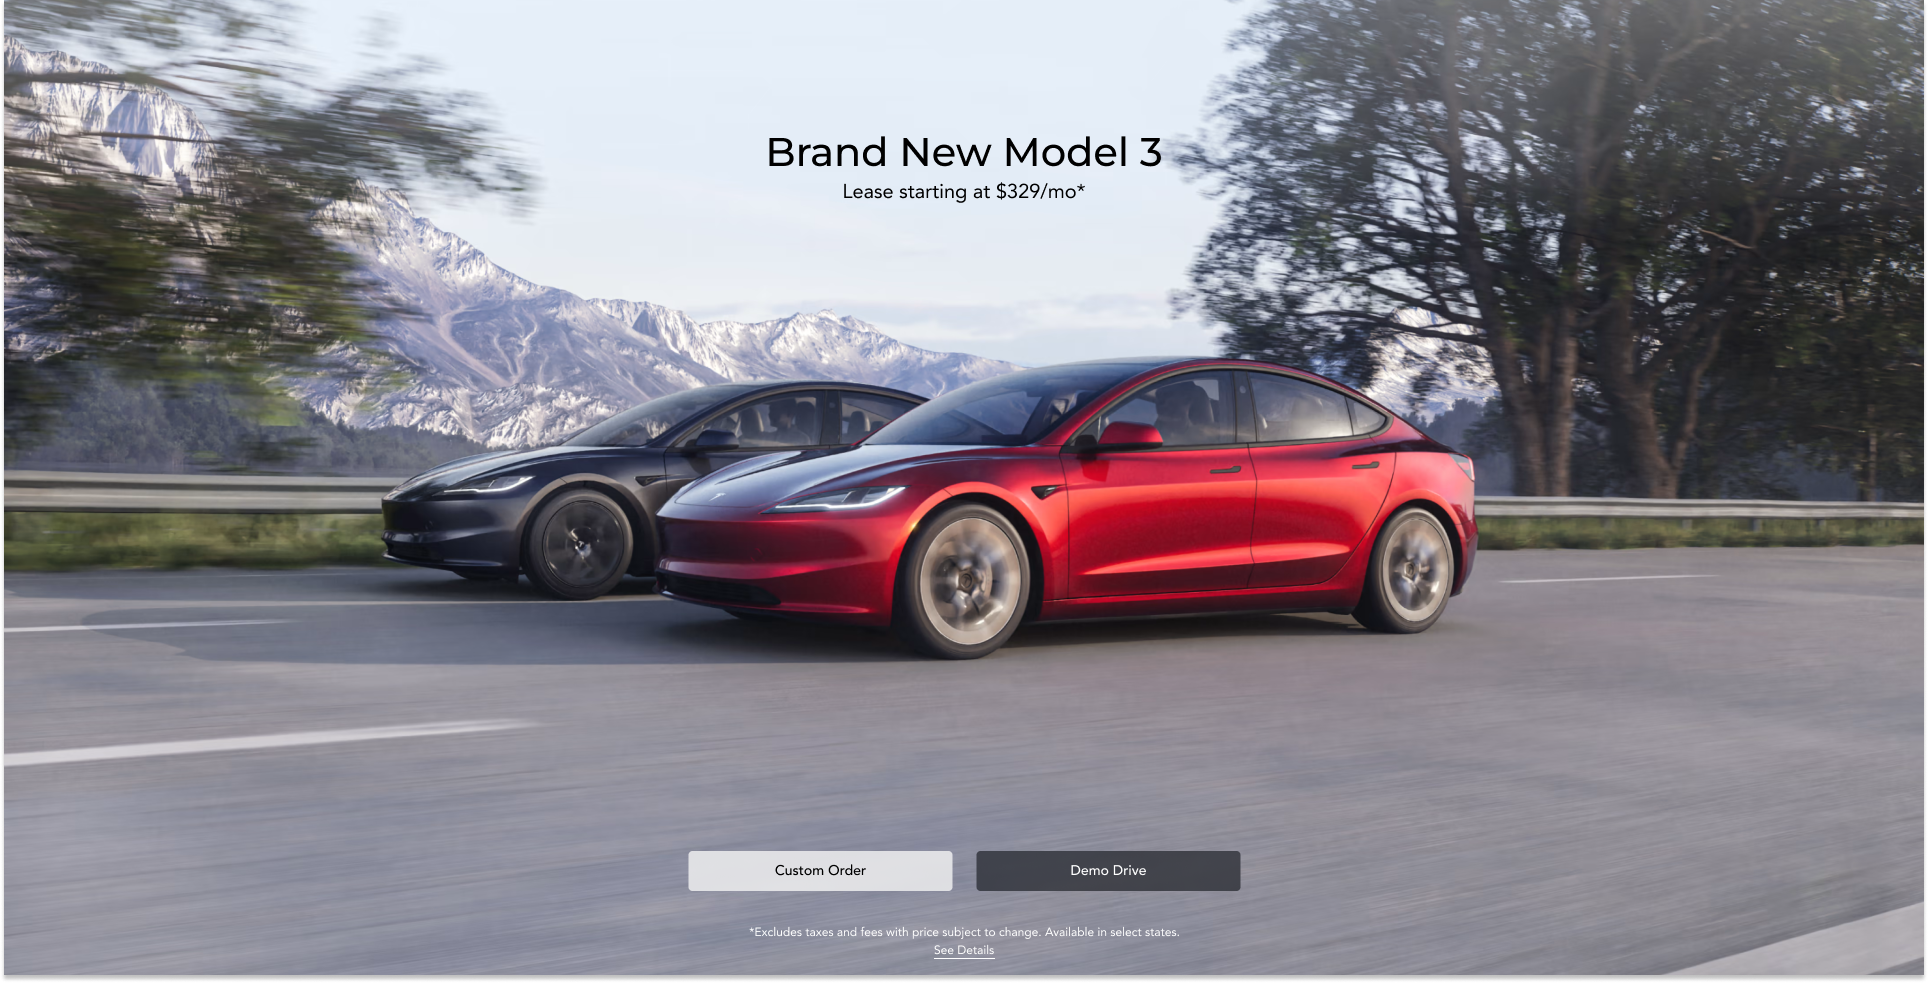 Brand New Model 3
Lease starting at $329/mo*
Custom Order
Demo Drive
*Excludes taxes and fees with price subject to change. Available in select states.
See Details